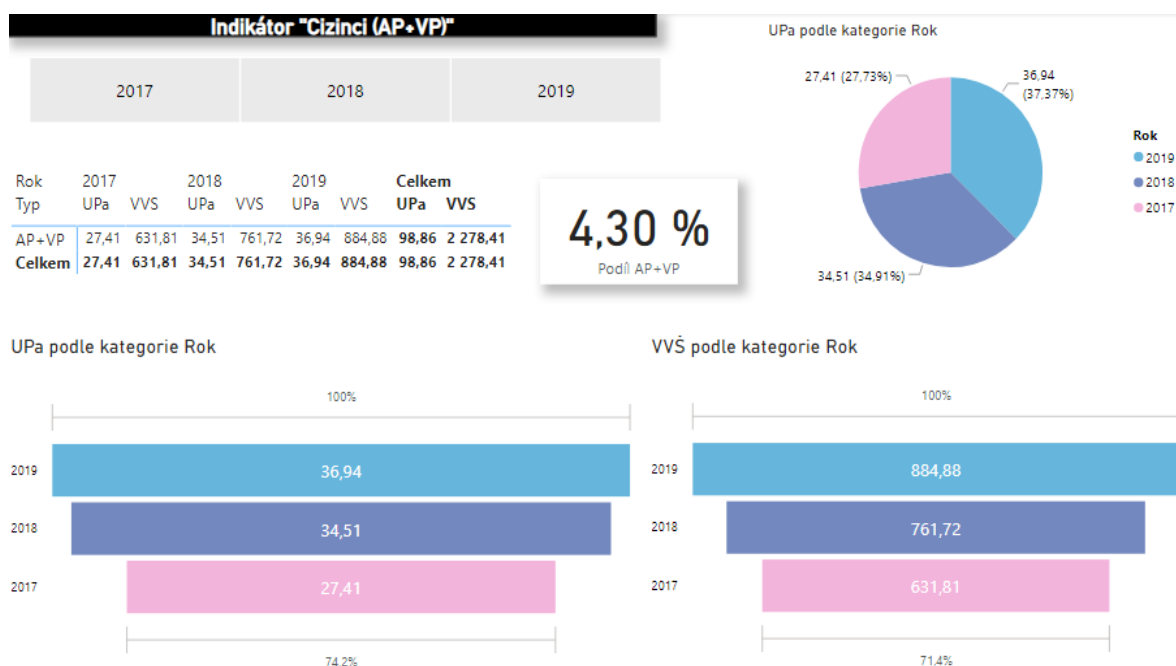 Indikátor "Cizinci (AP+VP)"
2017 2018 2019
Rok 2017 2018 2019 Celkem
Typ UPa VVS UPa VVS UPa VVS UPa VVS
AP+VP 27,41 631,81 34,51 761,72 36,94 884,88 98,86 2 278,41
Celkem 27,41 631,81 34,51 761,72 36,94 884,88 98,86 2 278,41
4,30 %
Podíl AP+VP
UPa podle kategorie Rok
27,41 (27,73%)
36,94
(37,37%)
34,51 (34,91%)
Rok
2019
2018
2017
UPa podle kategorie Rok
100%
2019 36,94
2018 34,51
2017 27,41
74.2%
VVŠ podle kategorie Rok
100%
2019 884,88
2018 761,72
2017 631,81
71.4%